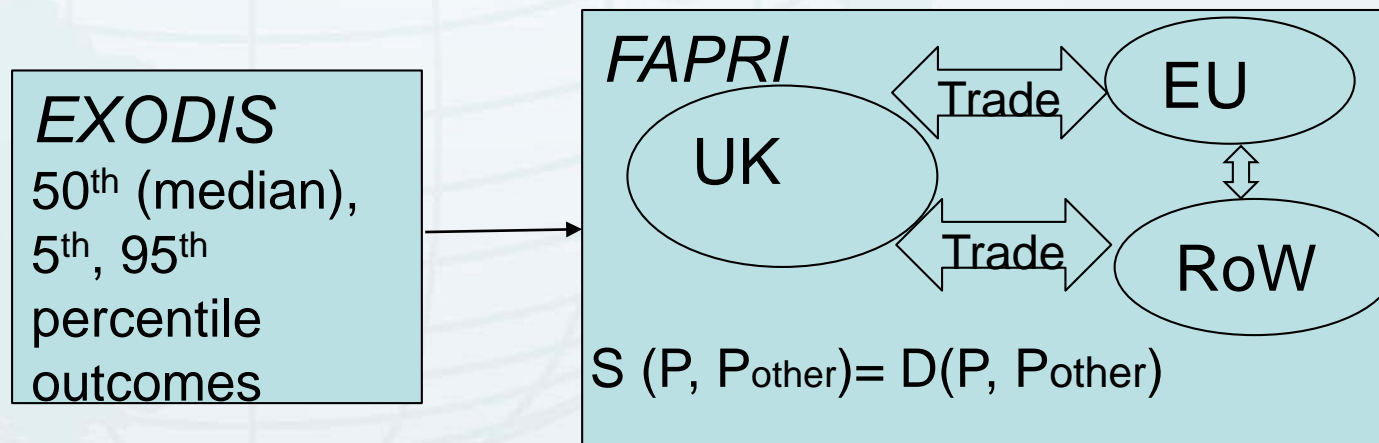 EXODIS
50th (median),
5th, 95th
percentile
outcomes
FAPRI
UK
Trade
EU
Trade
RoW
S (P, Pother)= D(P, Pother)